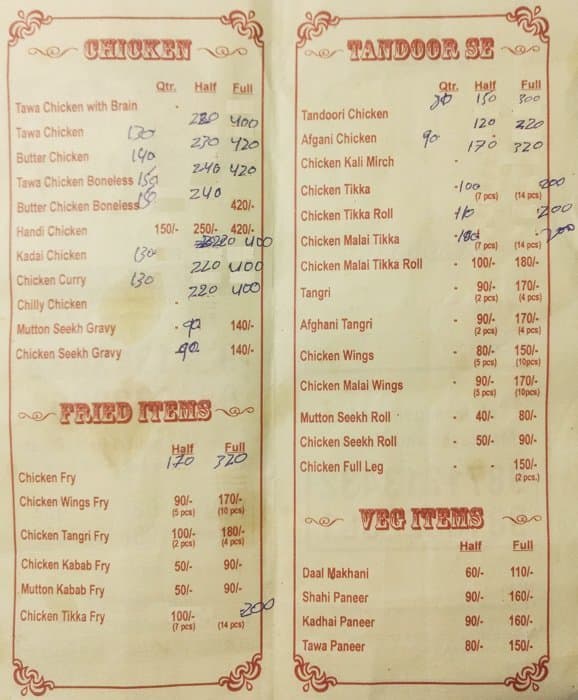 CHICKEN
Qtr. Half Full
Tawa Chicken with Brain -
Tawa Chicken 130 220 400
Butter Chicken 140 230 420
Tawa Chicken Boneless 150 240 420
Butter Chicken Boneless 150 240 420/-
Handi Chicken 150/- 250/- 420/-
Kadai Chicken 130 220 400
Chicken Curry 130 220 400
Chilly Chicken - 220 400
Mutton Seekh Gravy - 90 140/-
Chicken Seekh Gravy 90 140/-
FRIED ITEMS
Half Full
170 320
Chicken Fry
Chicken Wings Fry 90/- 170/-
(5 pcs) (10 pcs)
Chicken Tangri Fry 100/- 180/-
(2 pcs) (4 pcs)
Chicken Kabab Fry 50/- 90/-
Mutton Kabab Fry 50/- 90/-
Chicken Tikka Fry 100/- 200
(7 pcs) (14 pcs)
TANDOOR SE
Qtr. Half Full
150 300
Tandoori Chicken 120 220
Afgani Chicken 90 170 320
Chicken Kali Mirch -
Chicken Tikka - 100 200
(7 pcs) (14 pcs)
Chicken Tikka Roll 110 200
Chicken Malai Tikka - 200
(7 pcs) (14 pcs)
Chicken Malai Tikka Roll - 100/- 180/-
Tangri - 90/- 170/-
(2 pcs) (4 pcs)
Afghani Tangri - 90/- 170/-
(2 pcs) (4 pcs)
Chicken Wings - 80/- 150/-
(5 pcs) (10pcs)
Chicken Malai Wings - 90/- 170/-
(5 pcs) (10pcs)
Mutton Seekh Roll - 40/- 80/-
Chicken Seekh Roll - 50/- 90/-
Chicken Full Leg - - 150/-
(2 pcs.)
VEG ITEMS
Half Full
Daal Makhani 60/- 110/-
Shahi Paneer 90/- 160/-
Kadhai Paneer 90/- 160/-
Tawa Paneer 80/- 150/-